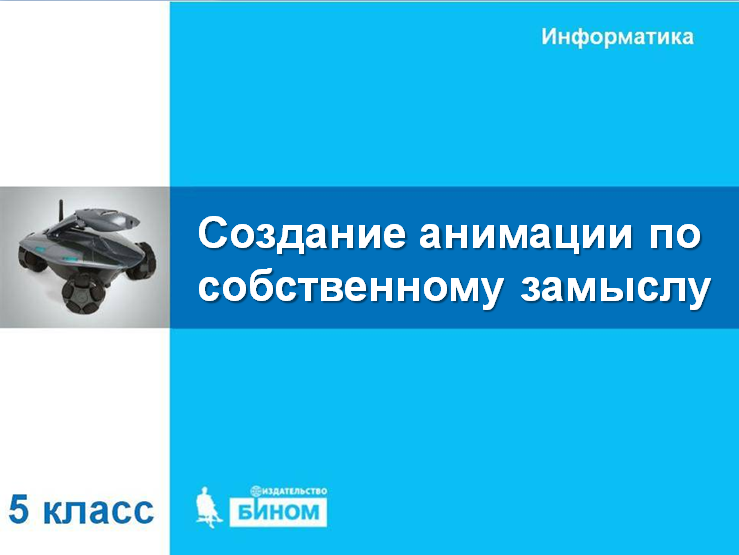 Информатика
Создание анимации по
собственному замыслу
5 класс
ИЗДАТЕЛЬСТВО
БИНОМ